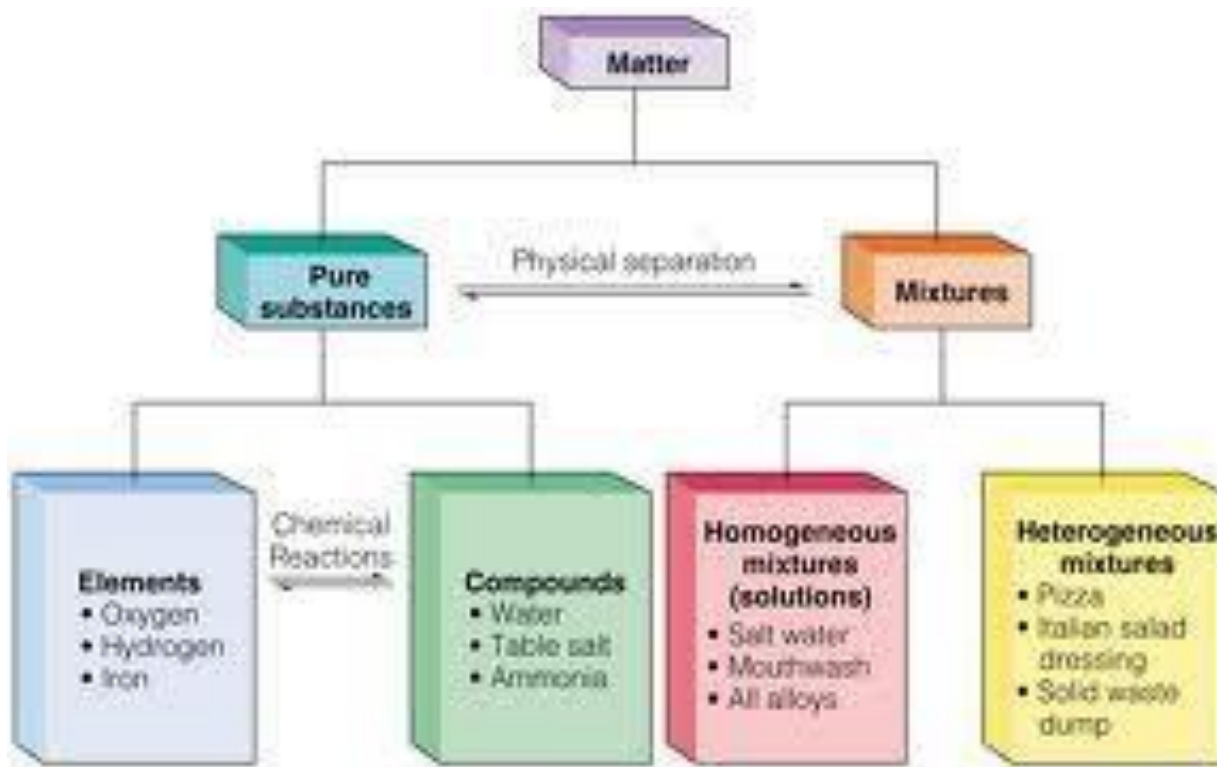 Matter
Pure
substances
Physical separation
Mixtures
Elements
• Oxygen
• Hydrogen
• Iron
Chemical
Reactions
Compounds
• Water
• Table salt
• Ammonia
Homogeneous
mixtures
(solutions)
• Salt water
• Mouthwash
• All alloys
Heterogeneous
mixtures
• Pizza
• Italian salad
dressing
• Solid waste
dump